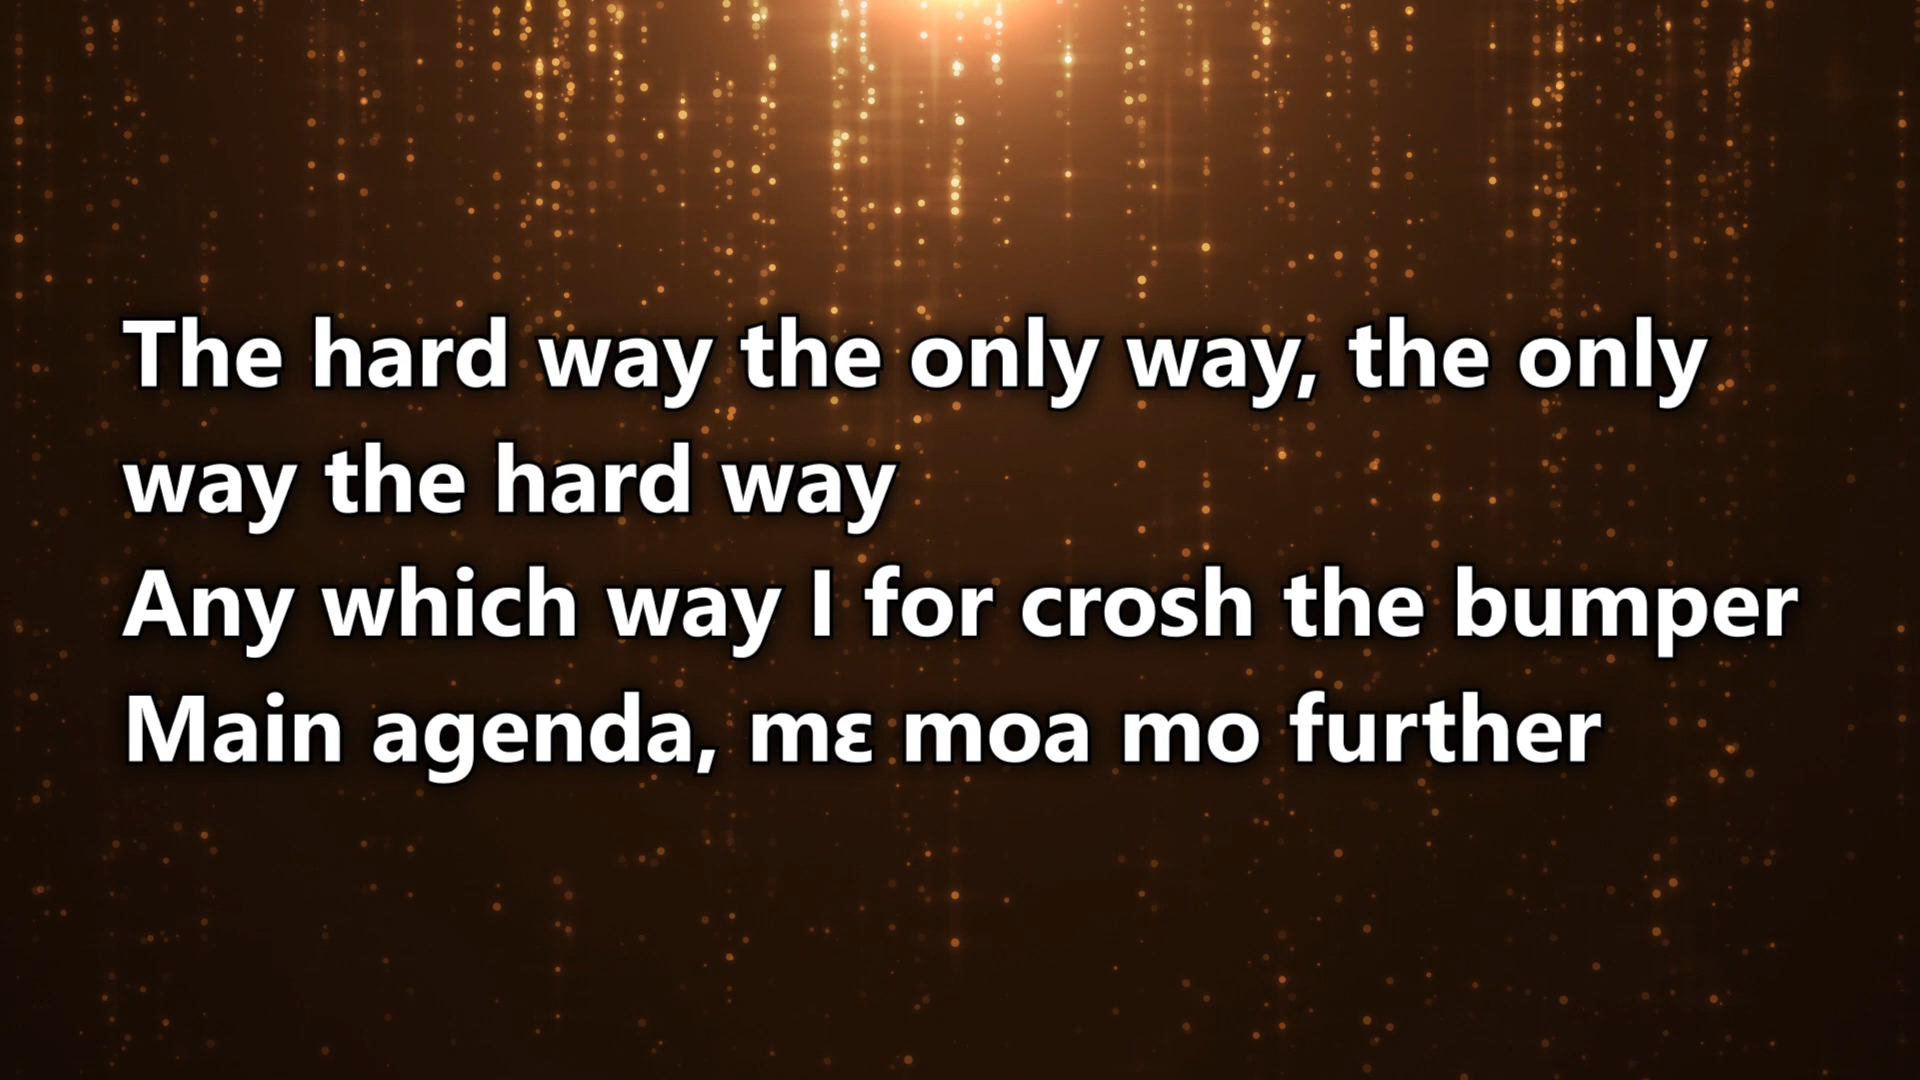 The hard way the only way, the only
way the hard way
Any which way I for crosh the bumper
Main agenda, mɛ moa mo further